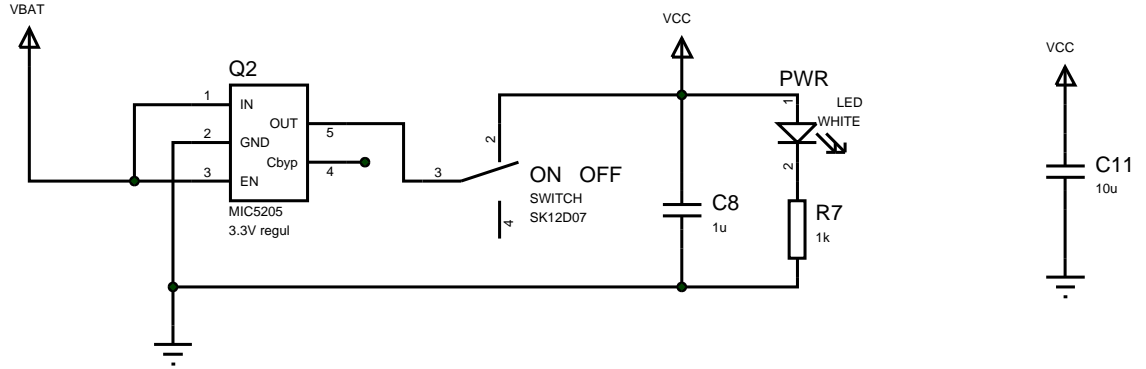 VBAT
Q2
1
IN
2
GND
3
EN
OUT
5
Cbyp
4
MIC5205
3.3V regul
3
2
4
ON OFF
SWITCH
SK12D07
VCC
C8
1u
PWR
1
LED
WHITE
2
R7
1k
VCC
C11
10u